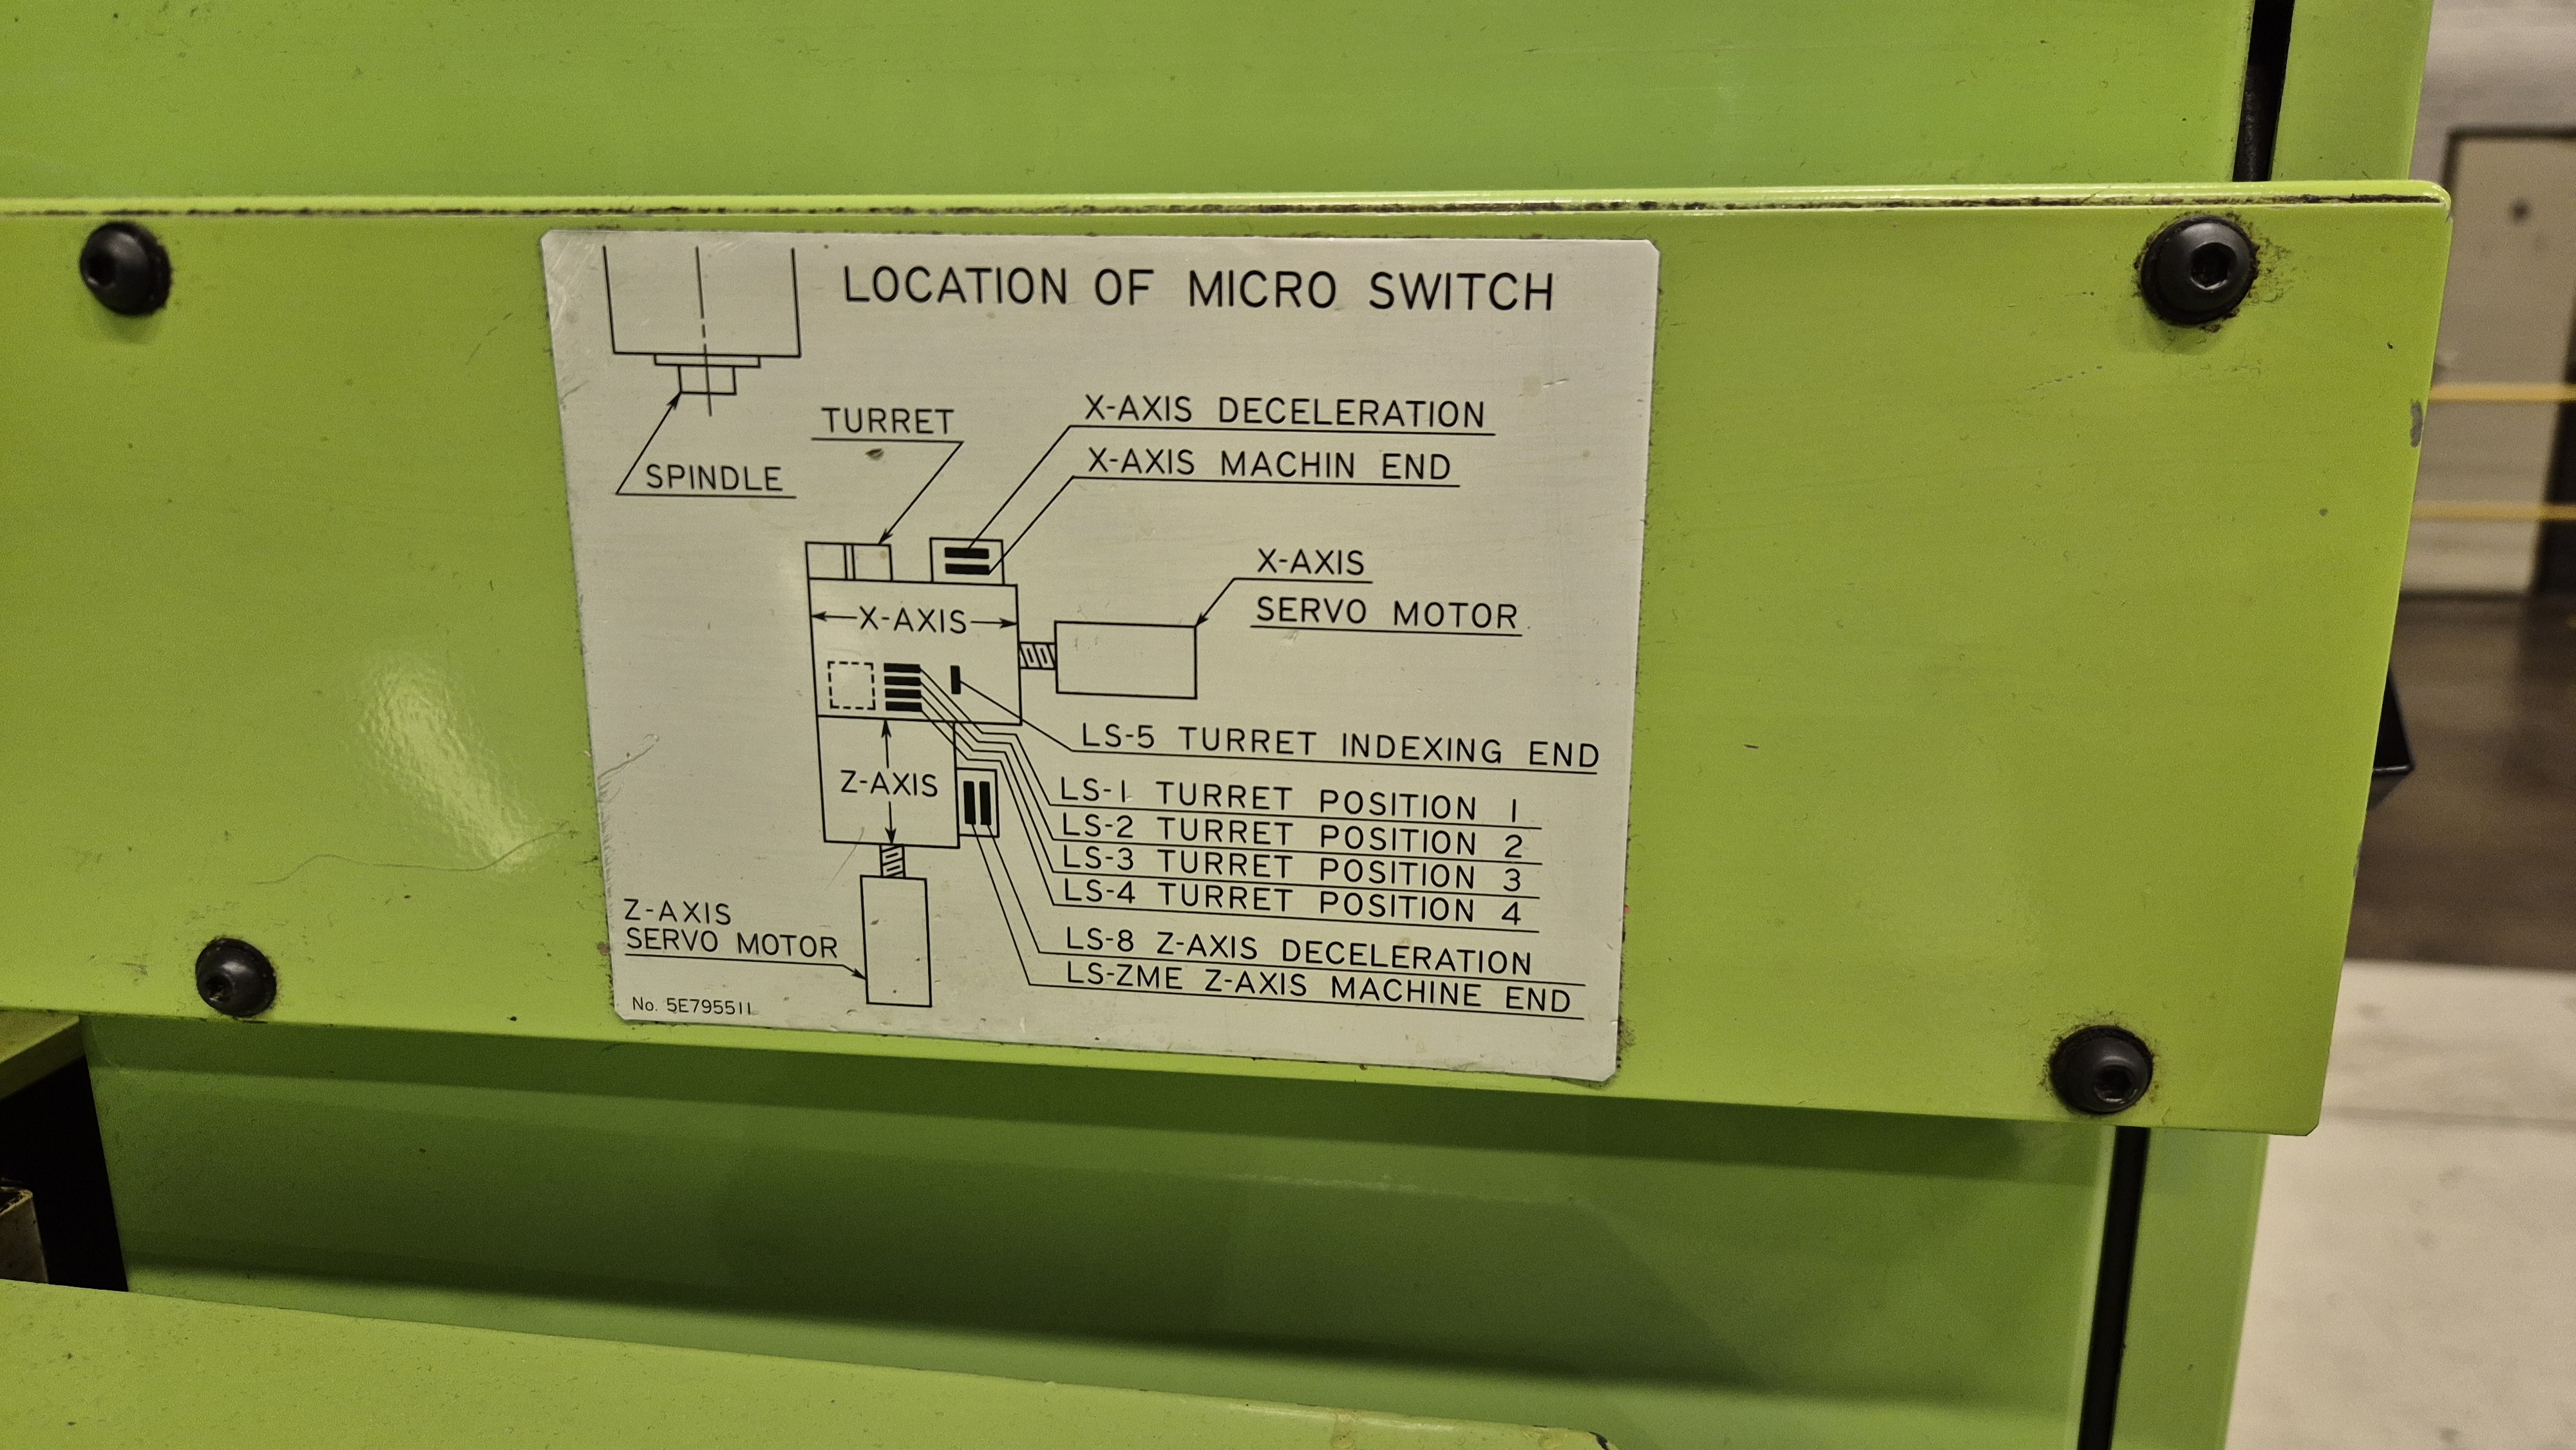 LOCATION OF MICRO SWITCH
TURRET
SPINDLE
X-AXIS DECELERATION
X-AXIS MACHIN END
X-AXIS
SERVO MOTOR
X-AXIS
LS-5 TURRET INDEXING END
Z-AXIS
LS-1 TURRET POSITION 1
LS-2 TURRET POSITION 2
LS-3 TURRET POSITION 3
LS-4 TURRET POSITION 4
Z-AXIS
SERVO MOTOR
LS-8 Z-AXIS DECELERATION
LS-ZME Z-AXIS MACHINE END
No. 5E795511